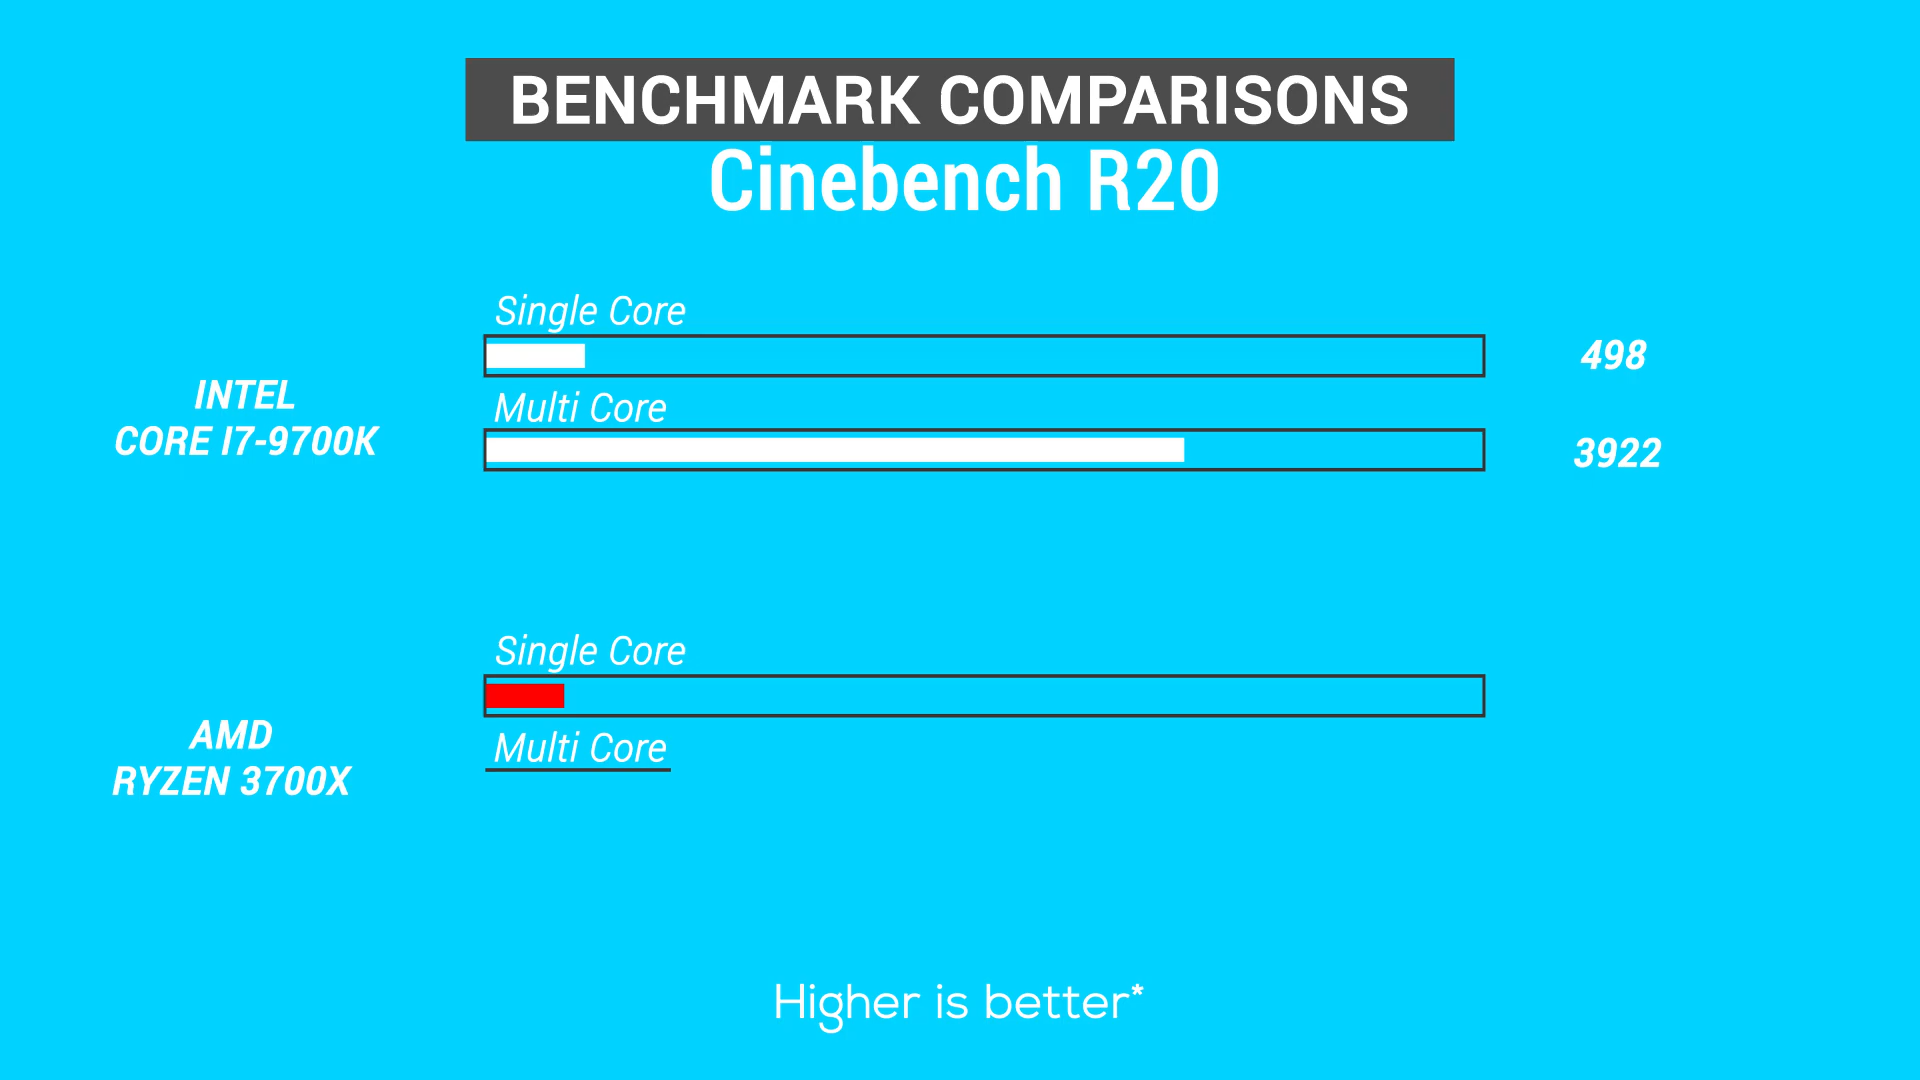 BENCHMARK COMPARISONS
Cinebench R20
Single Core
498
INTEL
CORE I7-9700K
Multi Core
3922
Single Core
AMD
RYZEN 3700X
Multi Core
Higher is better*